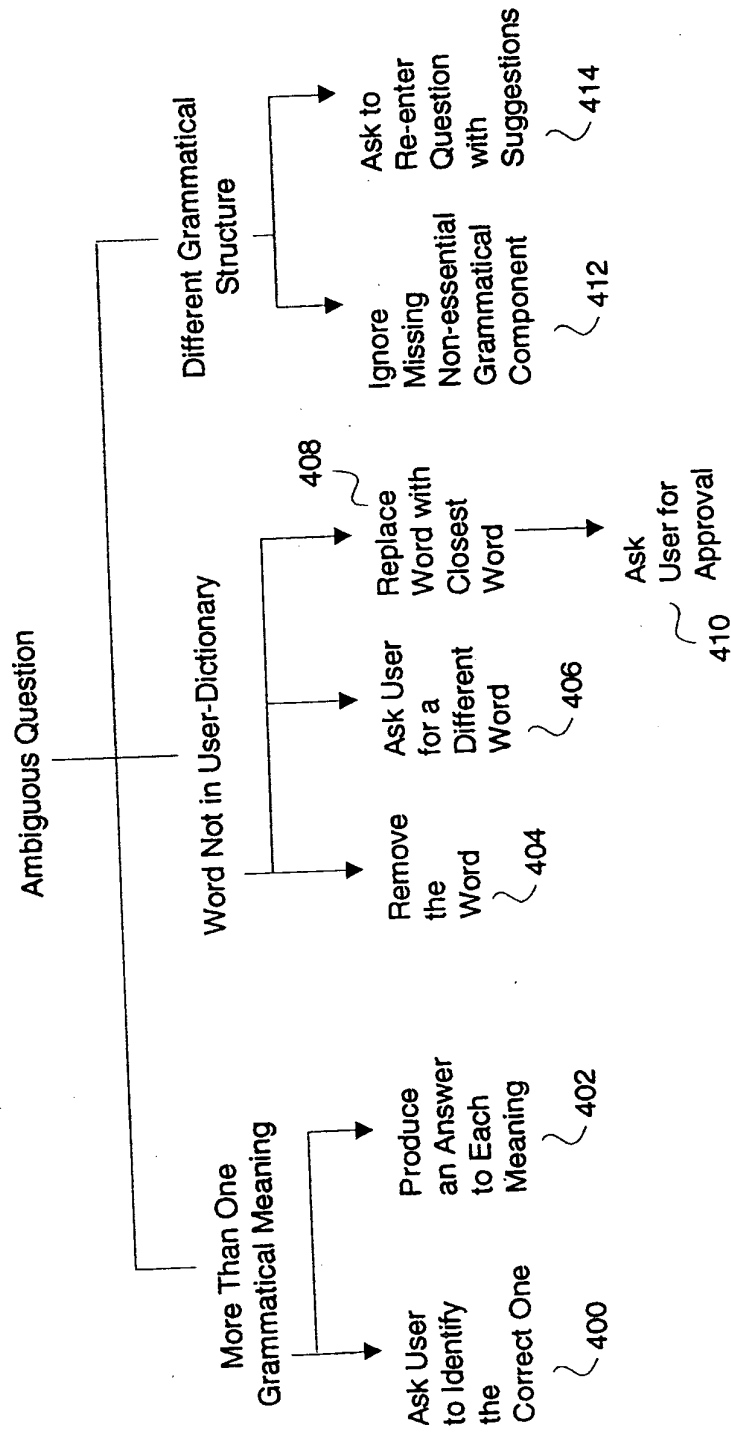 Ambiguous Question
More Than One
Grammatical Meaning
Ask User
to Identify
the
Correct One
400
Produce
an Answer
to Each
Meaning
402
Word Not in User-Dictionary
Remove
the
Word
404
Ask User
for a
Different
Word
406
408
Replace
Word with
Closest
Word
Ask
User for
Approval
410
Different Grammatical
Structure
Ignore
Missing
Non-essential
Grammatical
Component
412
Ask to
Re-enter
Question
with
Suggestions
414